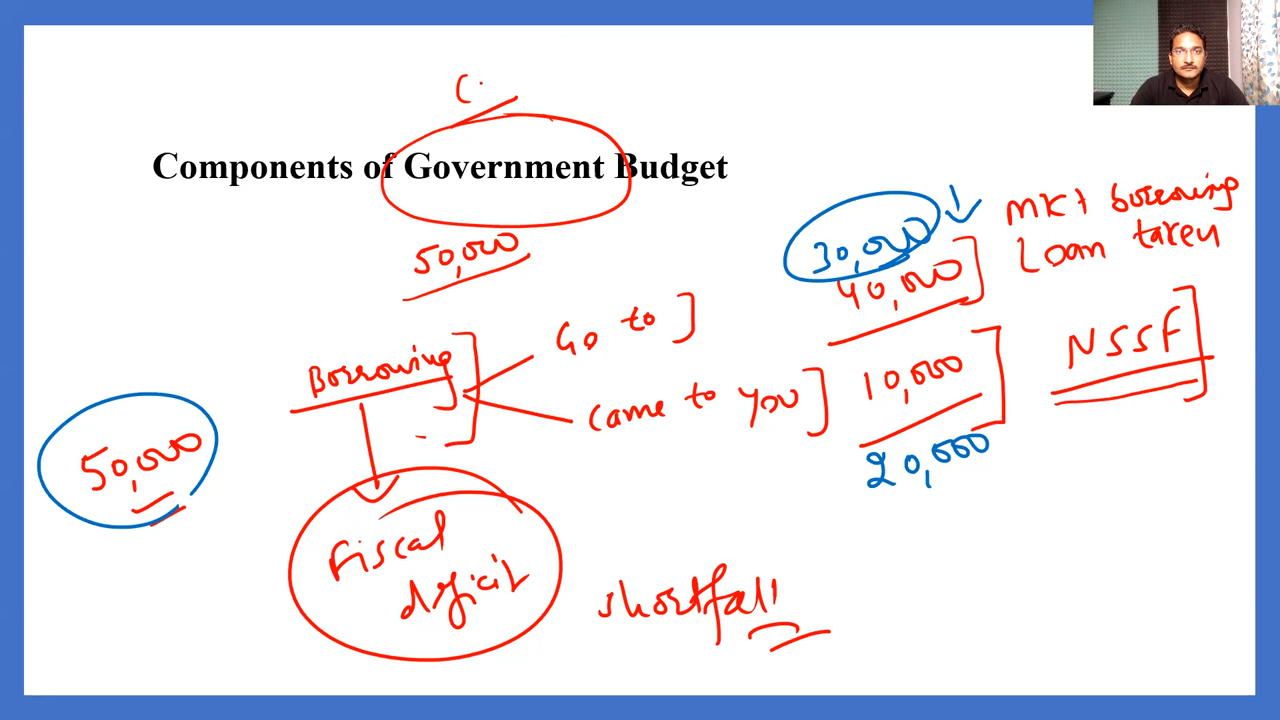 C.
Components of Government Budget
50,000
30,000
40,000
Mkt borrowing
Loan taken
Borrowing
Go to
Came to you
10,000
NSSF
20,000
50,000
Fiscal
deficit
shortfall